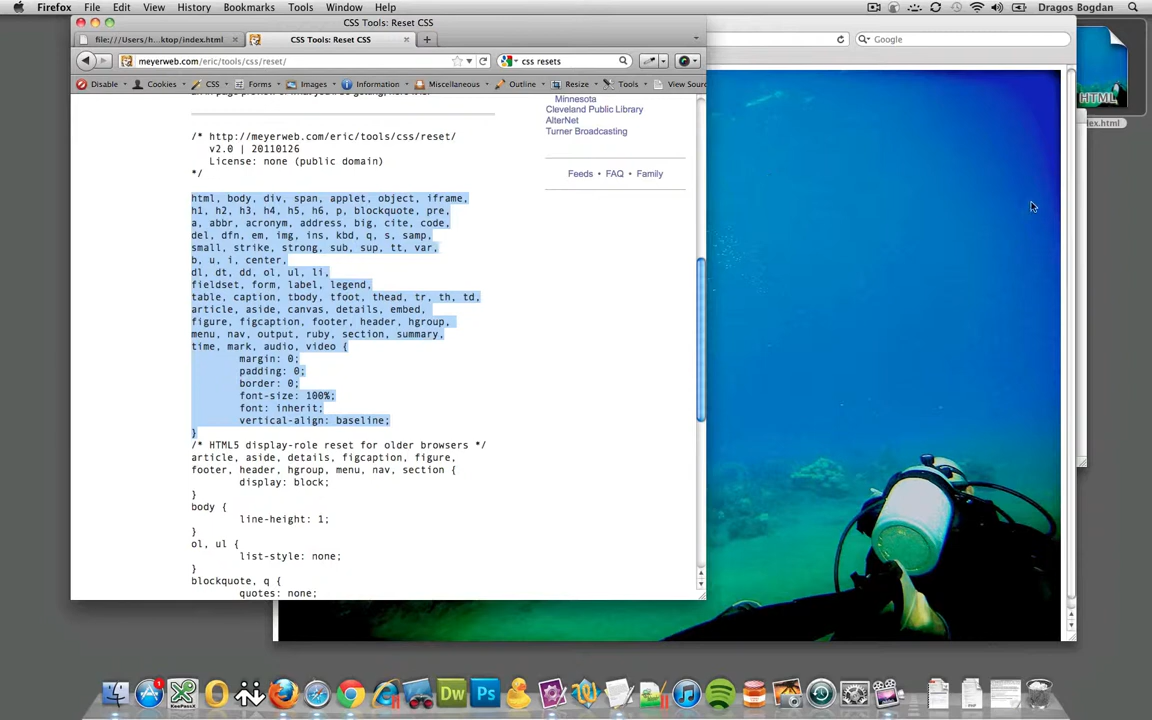 Firefox File Edit View History Bookmarks Tools Window Help Dragos Bogdan
CSS Tools: Reset CSS
file:///Users/h...ktop/index.html CSS Tools: Reset CSS
meyerweb.com/eric/tools/css/reset/ css resets Google
Disable Cookies CSS Forms Images Information Miscellaneous Outline Resize Tools View Sour
HTML
ex.html
Minnesota
Cleveland Public Library
AlterNet
Turner Broadcasting
Feeds • FAQ • Family
/* http://meyerweb.com/eric/tools/css/reset/
v2.0 | 20110126
License: none (public domain)
*/
html, body, div, span, applet, object, iframe,
h1, h2, h3, h4, h5, h6, p, blockquote, pre,
a, abbr, acronym, address, big, cite, code,
del, dfn, em, img, ins, kbd, q, s, samp,
small, strike, strong, sub, sup, tt, var,
b, u, i, center,
dl, dt, dd, ol, ul, li,
fieldset, form, label, legend,
table, caption, tbody, tfoot, thead, tr, th, td,
article, aside, canvas, details, embed,
figure, figcaption, footer, header, hgroup,
menu, nav, output, ruby, section, summary,
time, mark, audio, video {
margin: 0;
padding: 0;
border: 0;
font-size: 100%;
font: inherit;
vertical-align: baseline;
}
/* HTML5 display-role reset for older browsers */
article, aside, details, figcaption, figure,
footer, header, hgroup, menu, nav, section {
display: block;
}
body {
line-height: 1;
}
ol, ul {
list-style: none;
}
blockquote, q {
quotes: none;
1
KeePassX
Dw
Ps